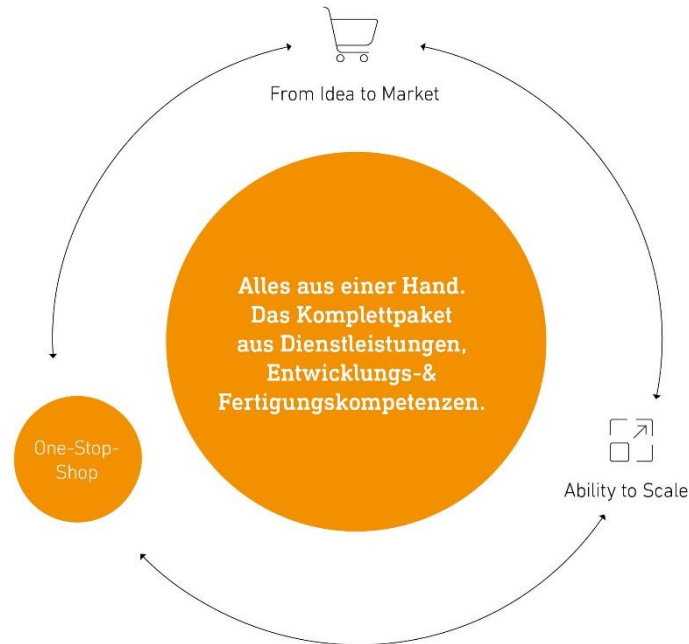 From Idea to Market
Alles aus einer Hand.
Das Komplettpaket
aus Dienstleistungen,
Entwicklungs-&
Fertigungskompetenzen.
One-Stop-
Shop
Ability to Scale